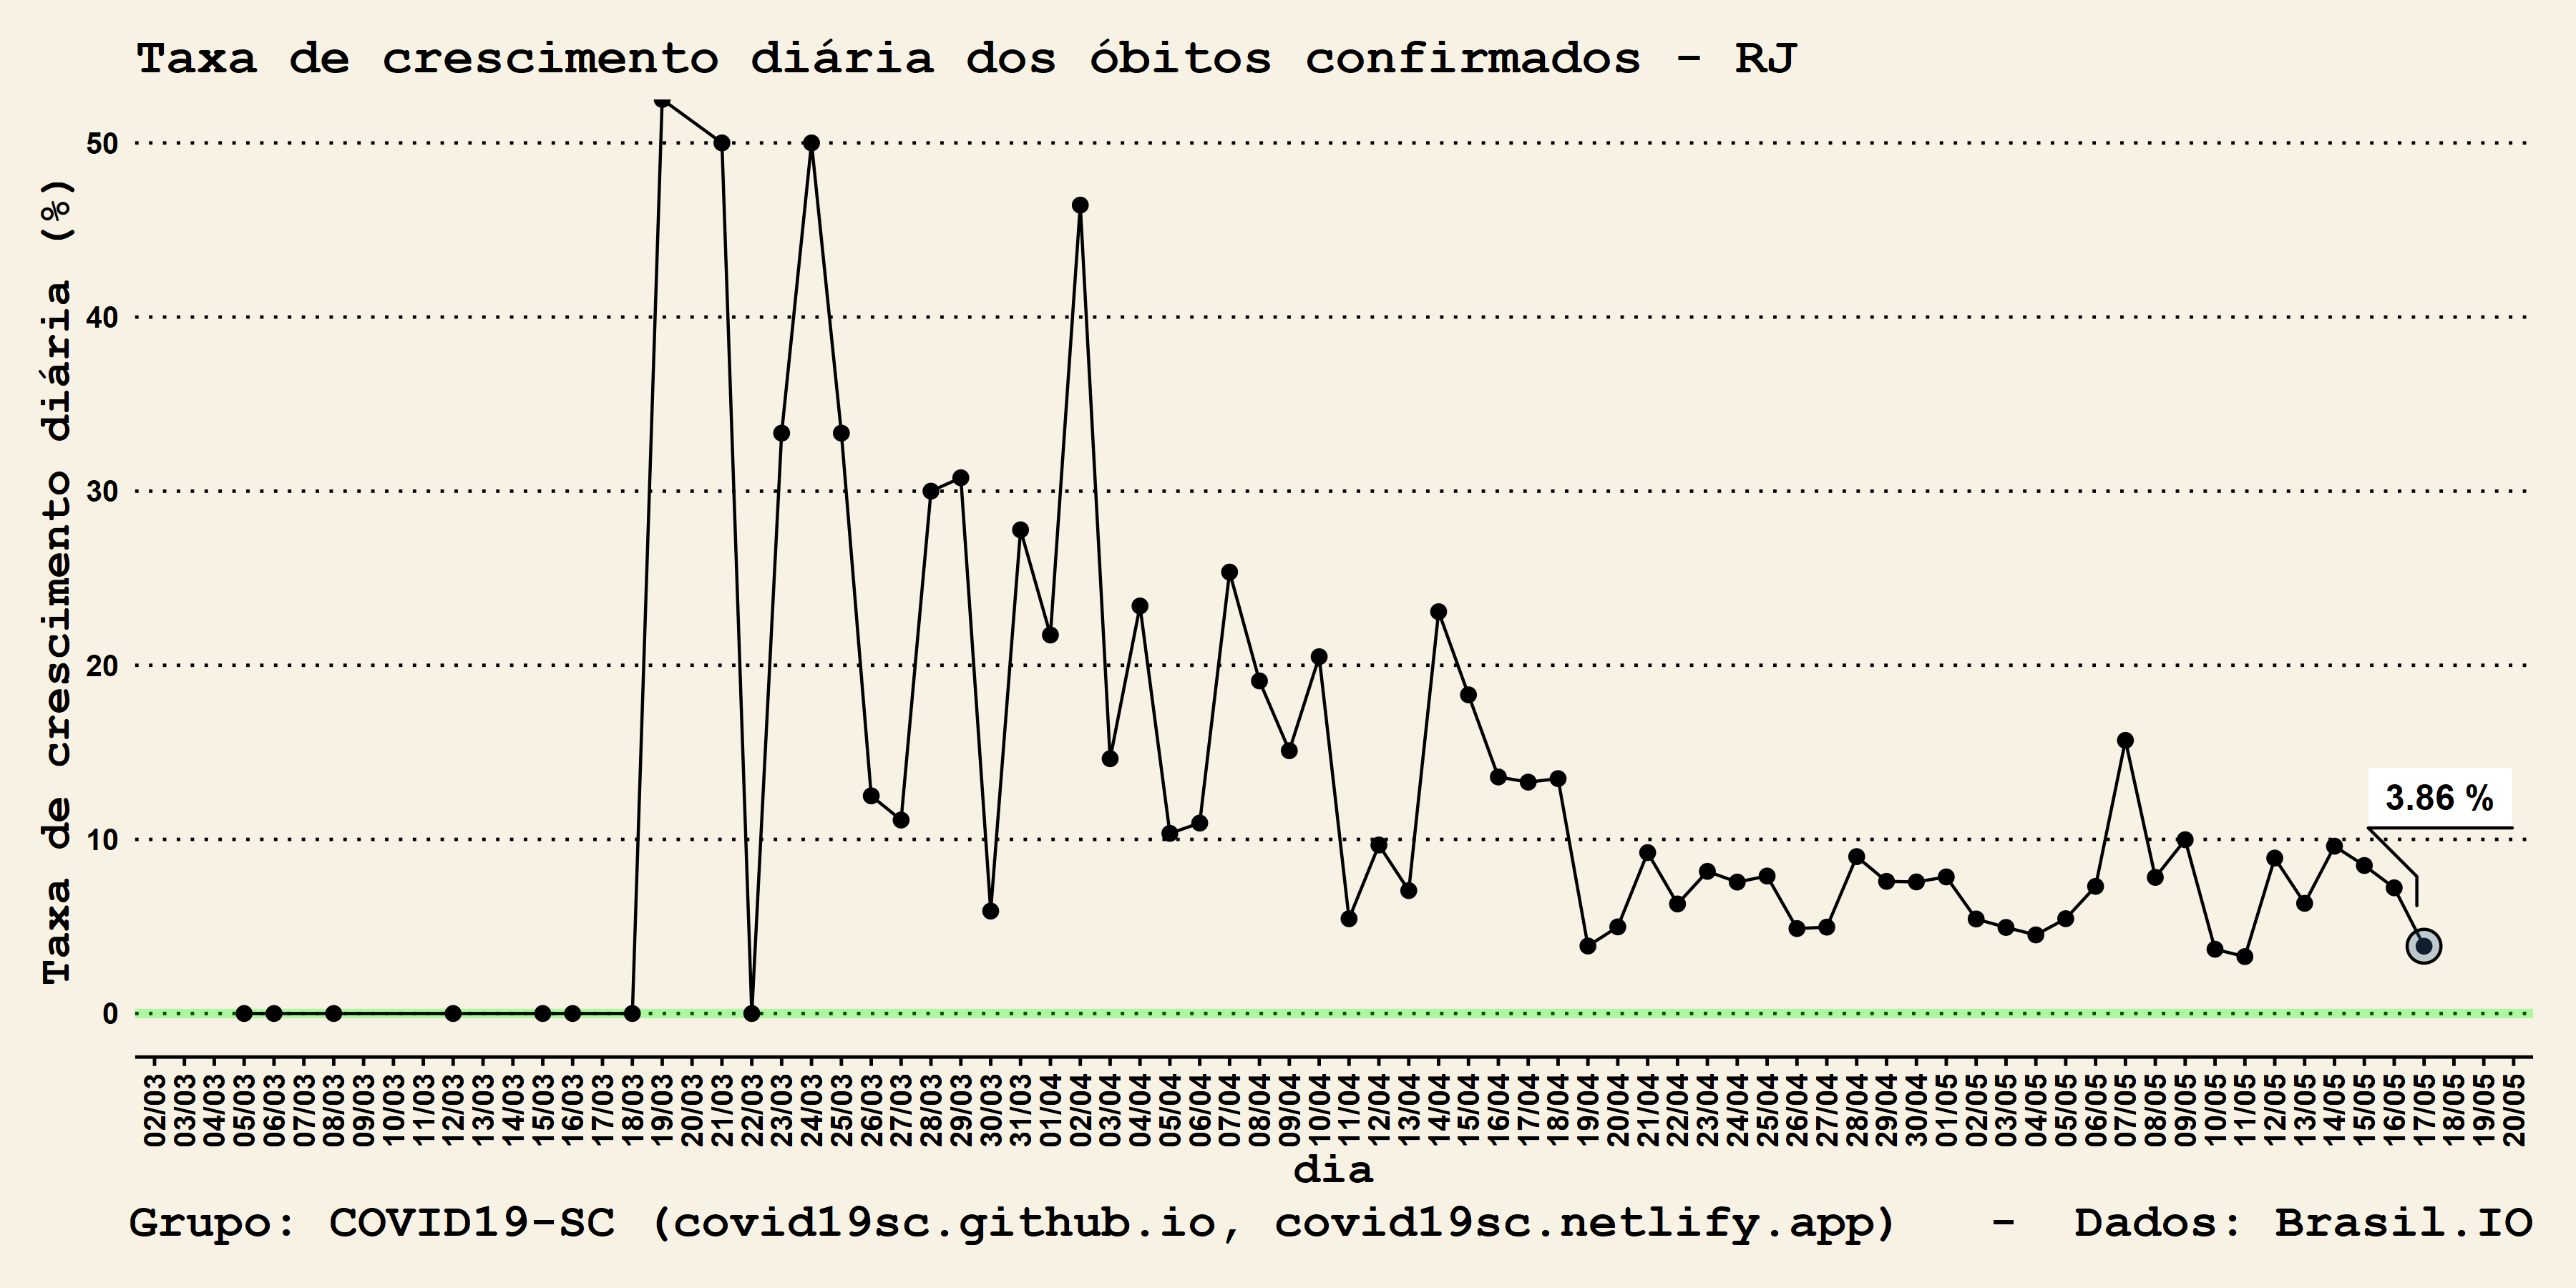 Taxa de crescimento diária dos óbitos confirmados - RJ
Taxa de crescimento diária (%)
50
40
30
20
10
0
3.86 %
02/03 03/03 04/03 05/03 06/03 07/03 08/03 09/03 10/03 11/03 12/03 13/03 14/03 15/03 16/03 17/03 18/03 19/03 20/03 21/03 22/03 23/03 24/03 25/03 26/03 27/03 28/03 29/03 30/03 31/03 01/04 02/04 03/04 04/04 05/04 06/04 07/04 08/04 09/04 10/04 11/04 12/04 13/04 14/04 15/04 16/04 17/04 18/04 19/04 20/04 21/04 22/04 23/04 24/04 25/04 26/04 27/04 28/04 29/04 30/04 01/05 02/05 03/05 04/05 05/05 06/05 07/05 08/05 09/05 10/05 11/05 12/05 13/05 14/05 15/05 16/05 17/05 18/05 19/05 20/05
dia
Grupo: COVID19-SC (covid19sc.github.io, covid19sc.netlify.app) - Dados: Brasil.IO